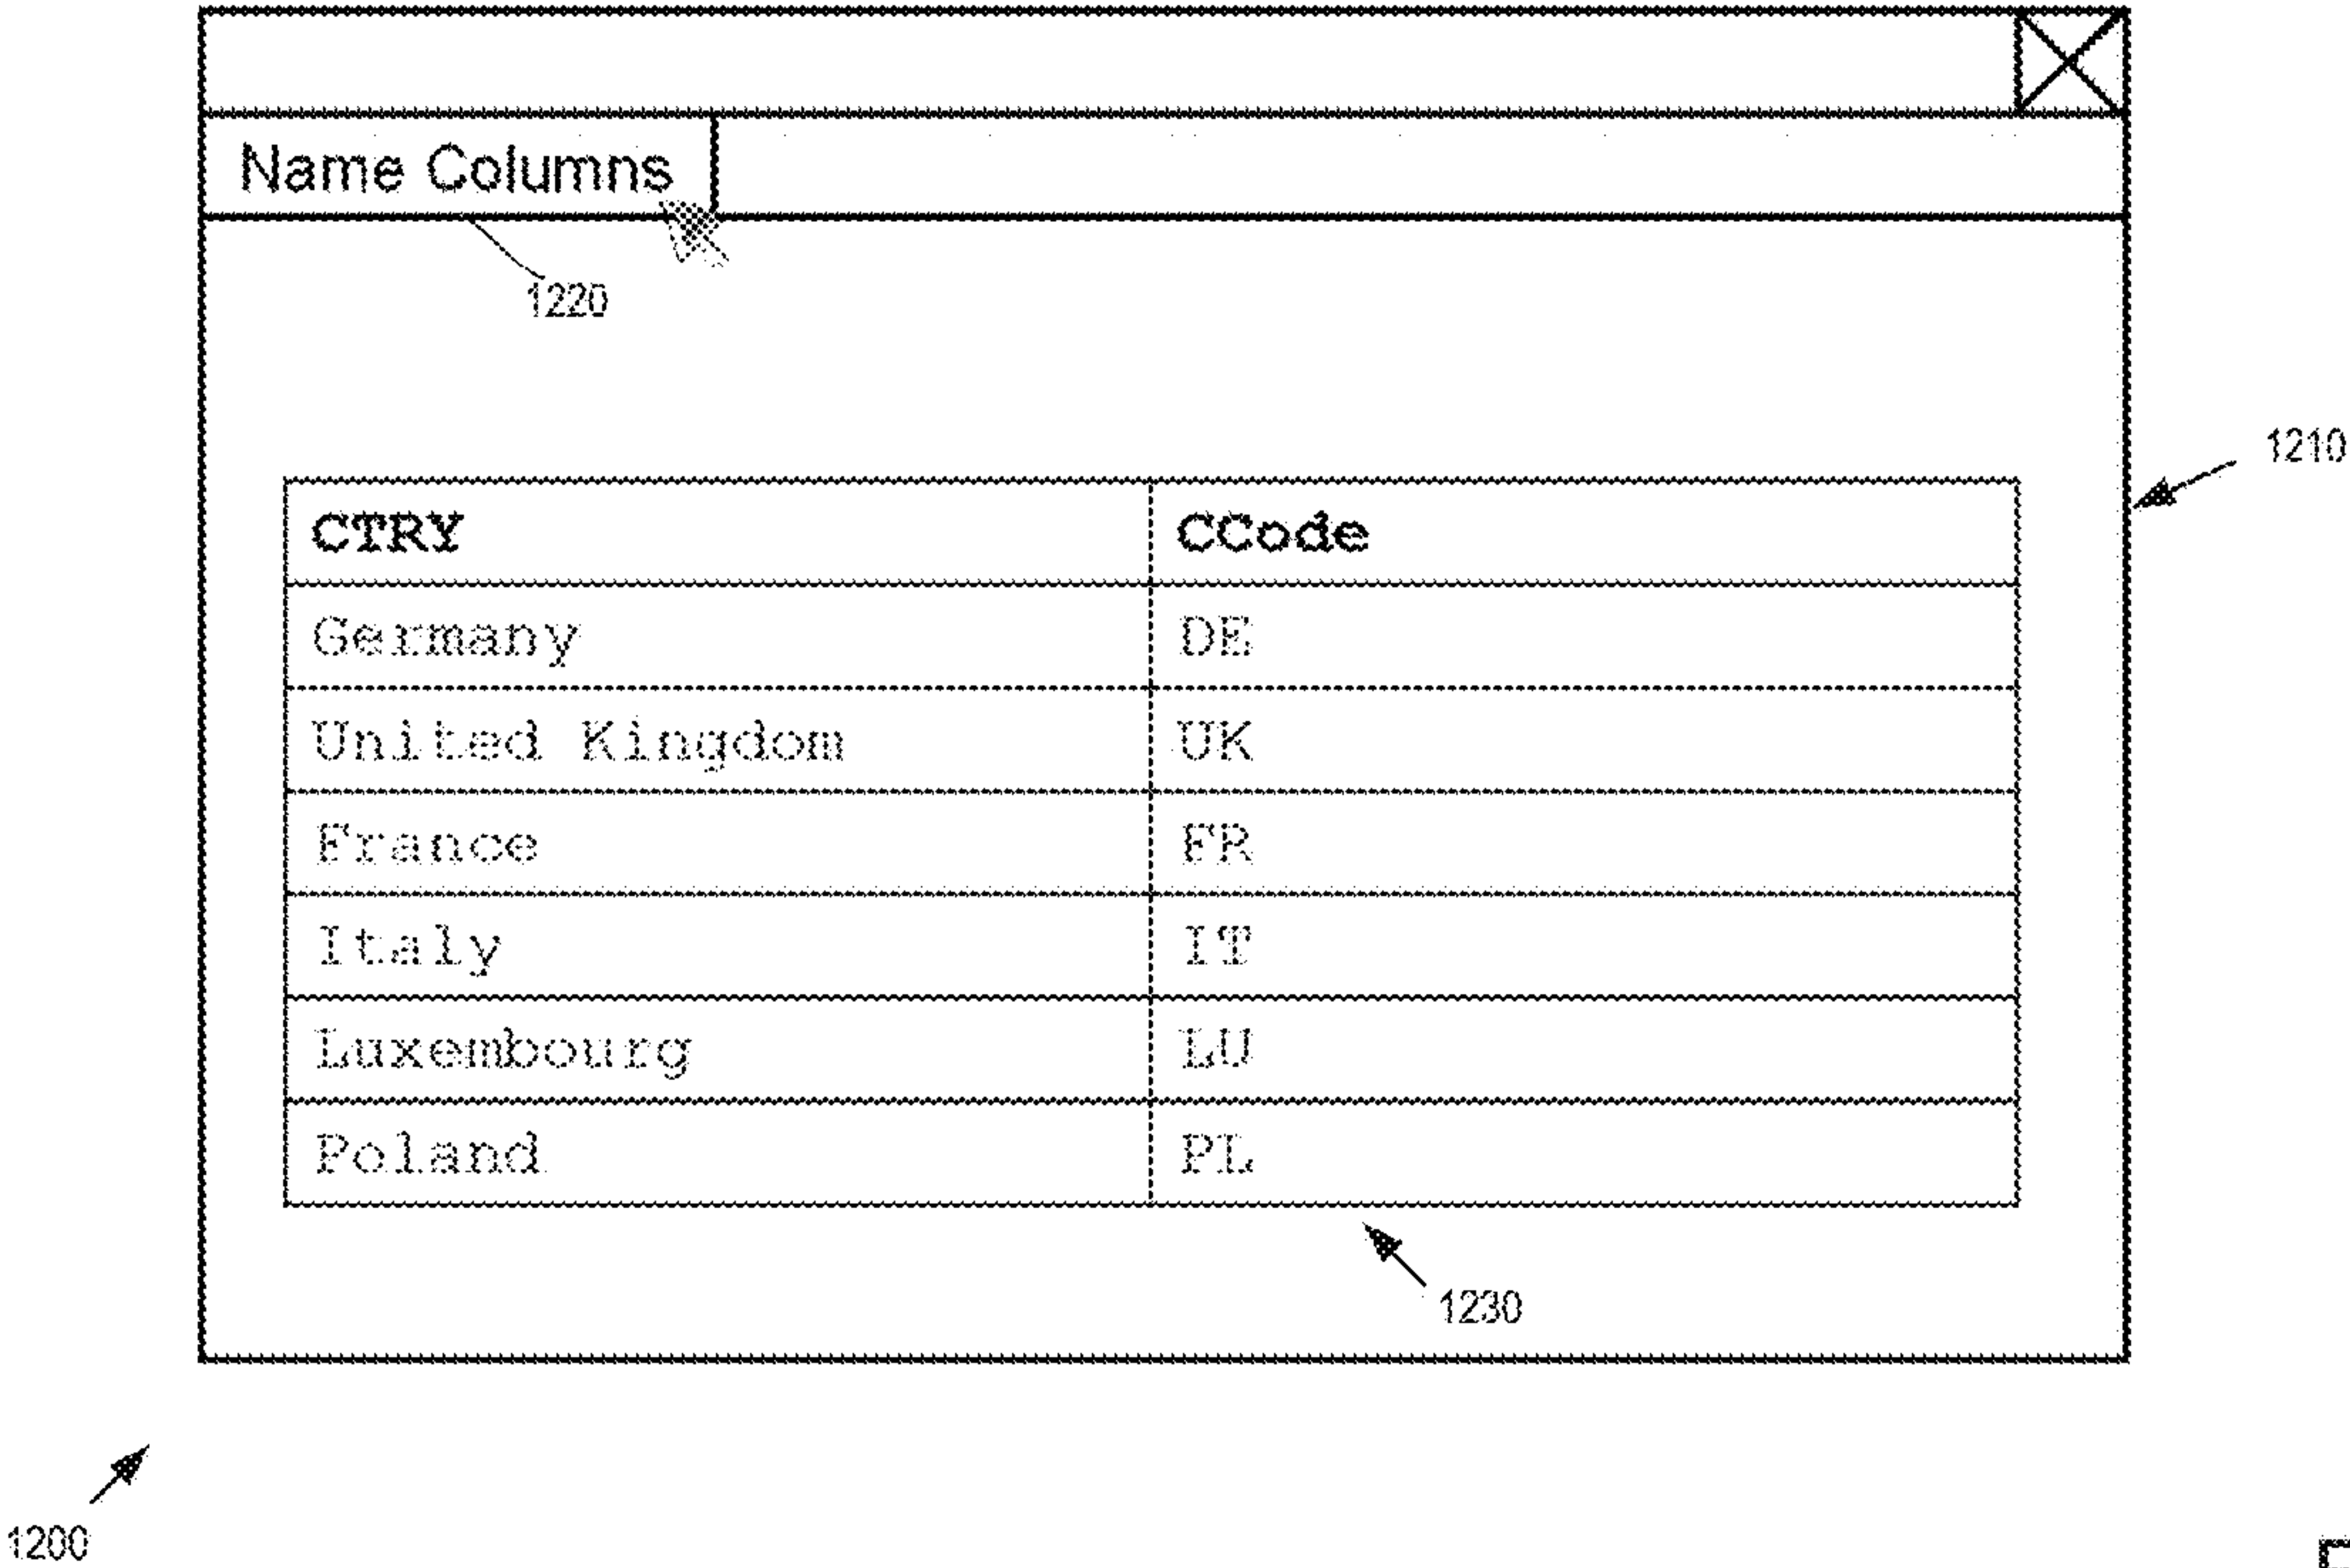 Name Columns
1220
1210
CTRY CCode
Germany DE
United Kingdom UK
France FR
Italy IT
Luxembourg LU
Poland PL
1230
1200